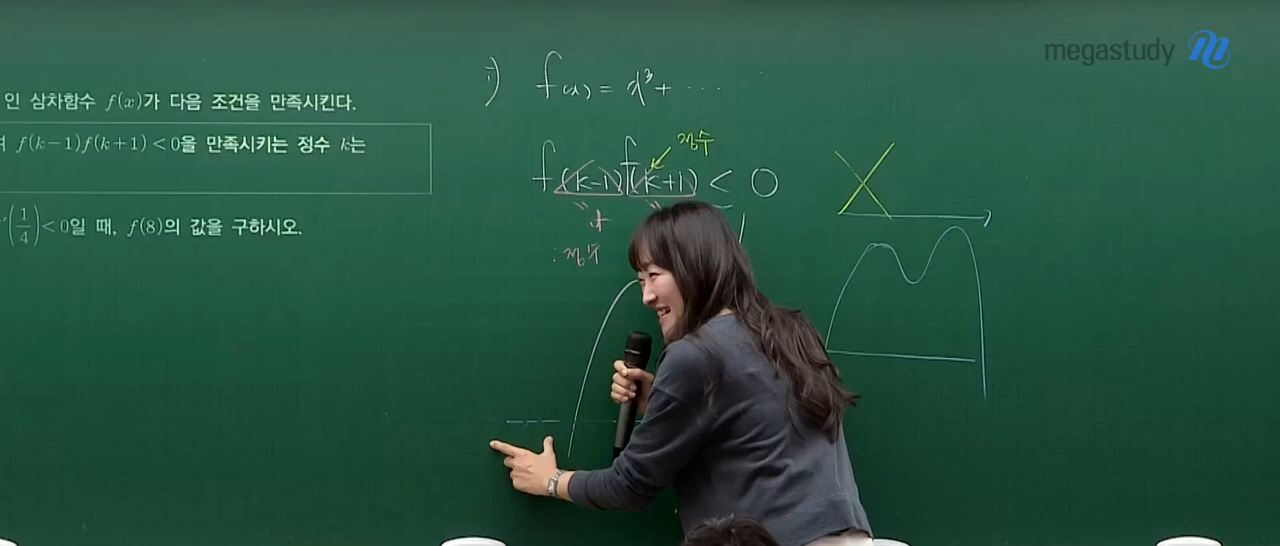 megastudy
인 삼차함수 f(x)가 다음 조건을 만족시킨다.
f(k-1)f(k+1)<0을 만족시키는 정수 k는
(1/4)<0일 때, f(8)의 값을 구하시오.
i) f(x) = x³ + ···
정수
f(k-1)f(k+1) < 0
: 정수